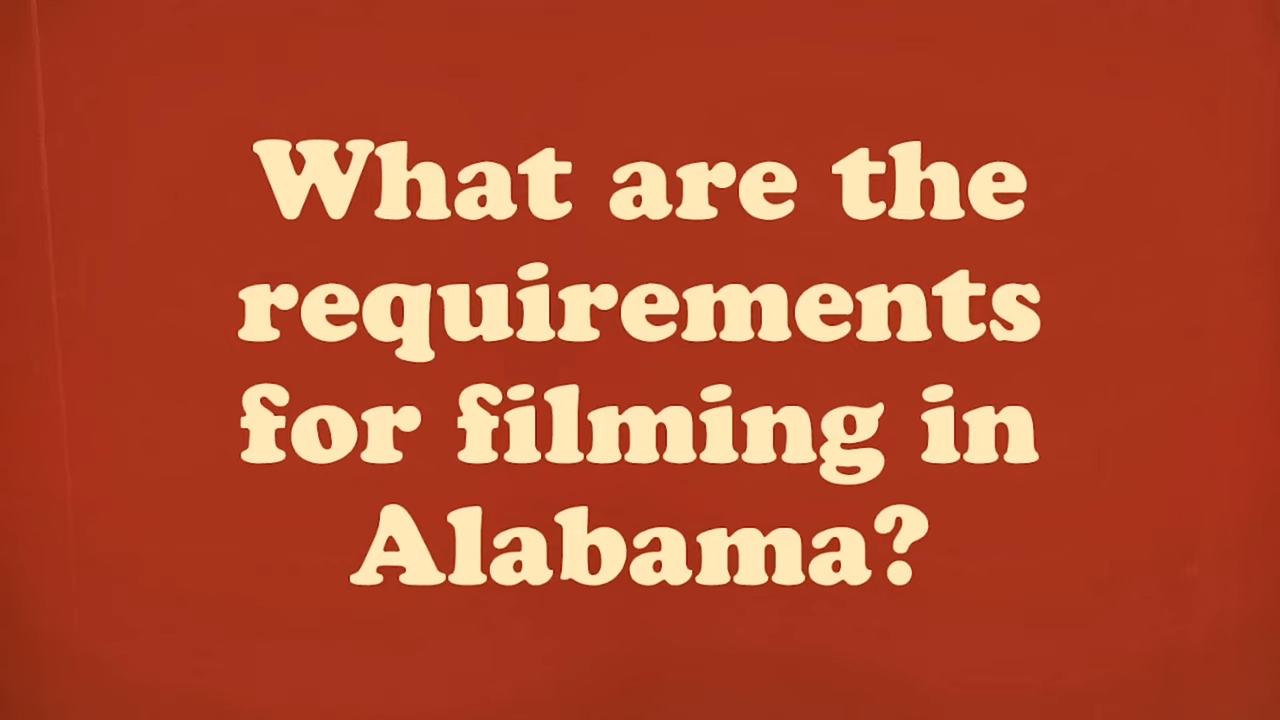 What are the
requirements
for filming in
Alabama?